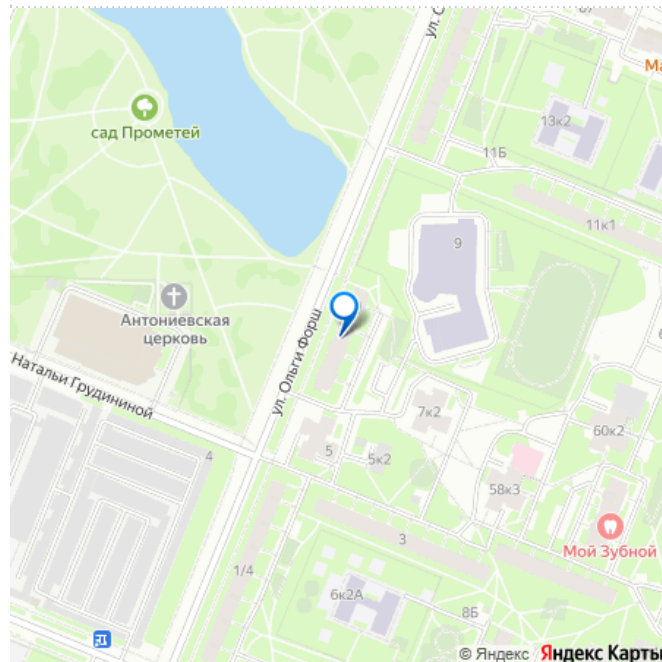 ул. О
67
Ма
13к2
сад Прометей
11Б
11к1
9
Антониевская
церковь
ул. Ольги Форш
Натальи Грудининой
7к2
60к2
4
5
5к2
58к3
Мой Зубной
3
1/4
6к2А
8Б
© Яндекс Яндекс Карты